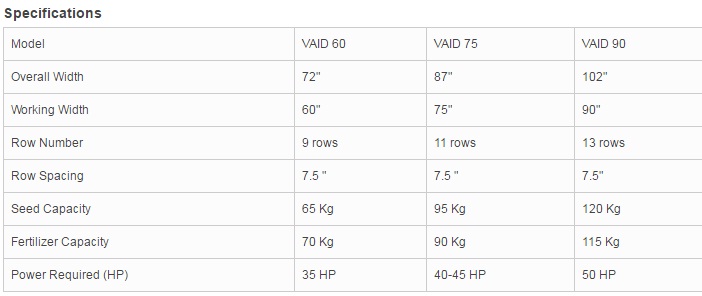 Specifications
Model VAID 60 VAID 75 VAID 90
Overall Width 72" 87" 102"
Working Width 60" 75" 90"
Row Number 9 rows 11 rows 13 rows
Row Spacing 7.5 " 7.5 " 7.5"
Seed Capacity 65 Kg 95 Kg 120 Kg
Fertilizer Capacity 70 Kg 90 Kg 115 Kg
Power Required (HP) 35 HP 40-45 HP 50 HP